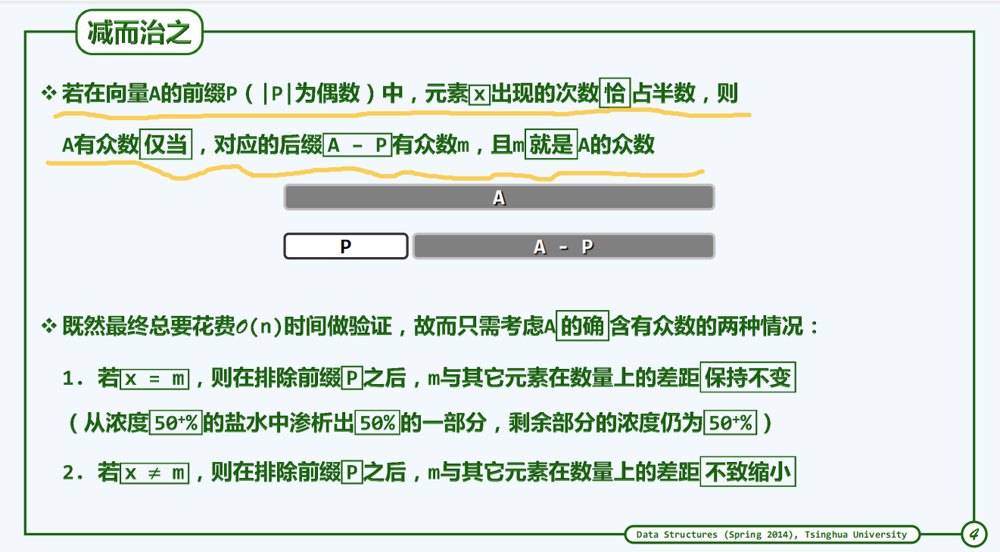 减而治之
❖ 若在向量A的前缀P（|P|为偶数）中，元素x出现的次数恰占半数，则
A有众数仅当，对应的后缀A - P有众数m，且m就是A的众数
A
P A - P
❖ 既然最终总要花费𝒪(n)时间做验证，故而只需考虑A的确含有众数的两种情况：
1. 若x = m，则在排除前缀P之后，m与其它元素在数量上的差距保持不变
（从浓度50⁺%的盐水中渗析出50%的一部分，剩余部分的浓度仍为50⁺%）
2. 若x ≠ m，则在排除前缀P之后，m与其它元素在数量上的差距不致缩小
Data Structures (Spring 2014), Tsinghua University
4